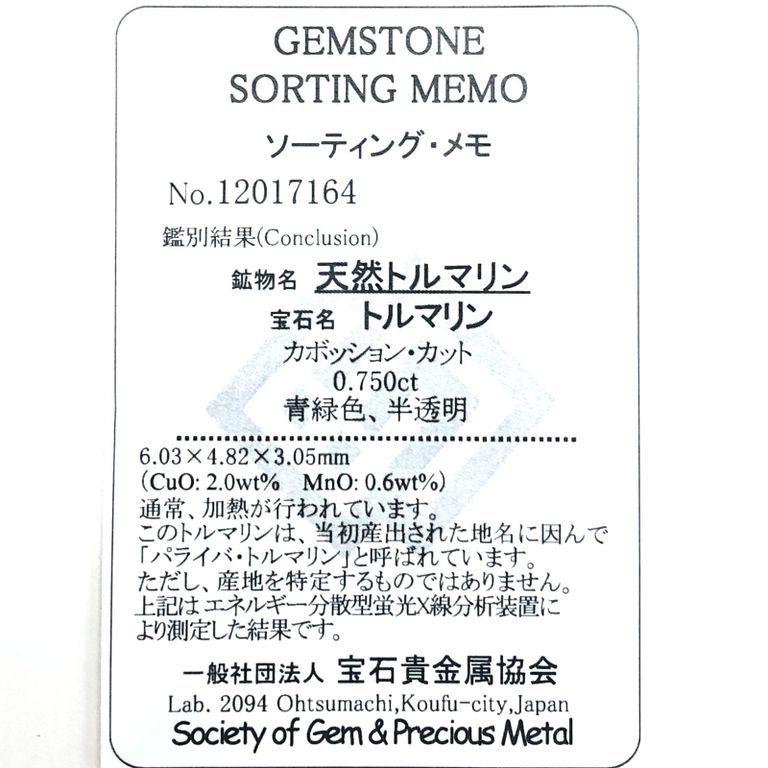 GEMSTONE
SORTING MEMO
ソーティング・メモ
No.12017164
鑑別結果(Conclusion)
鉱物名 天然トルマリン
宝石名 トルマリン
カボッション・カット
0.750ct
青緑色、半透明
6.03×4.82×3.05mm
(CuO: 2.0wt% MnO: 0.6wt%)
通常、加熱が行われています。
このトルマリンは、当初産出された地名に因んで
「パライバ・トルマリン」と呼ばれています。
ただし、産地を特定するものではありません。
上記はエネルギー分散型蛍光X線分析装置に
より測定した結果です。
一般社団法人 宝石貴金属協会
Lab. 2094 Ohtsumachi,Koufu-city,Japan
Society of Gem & Precious Metal